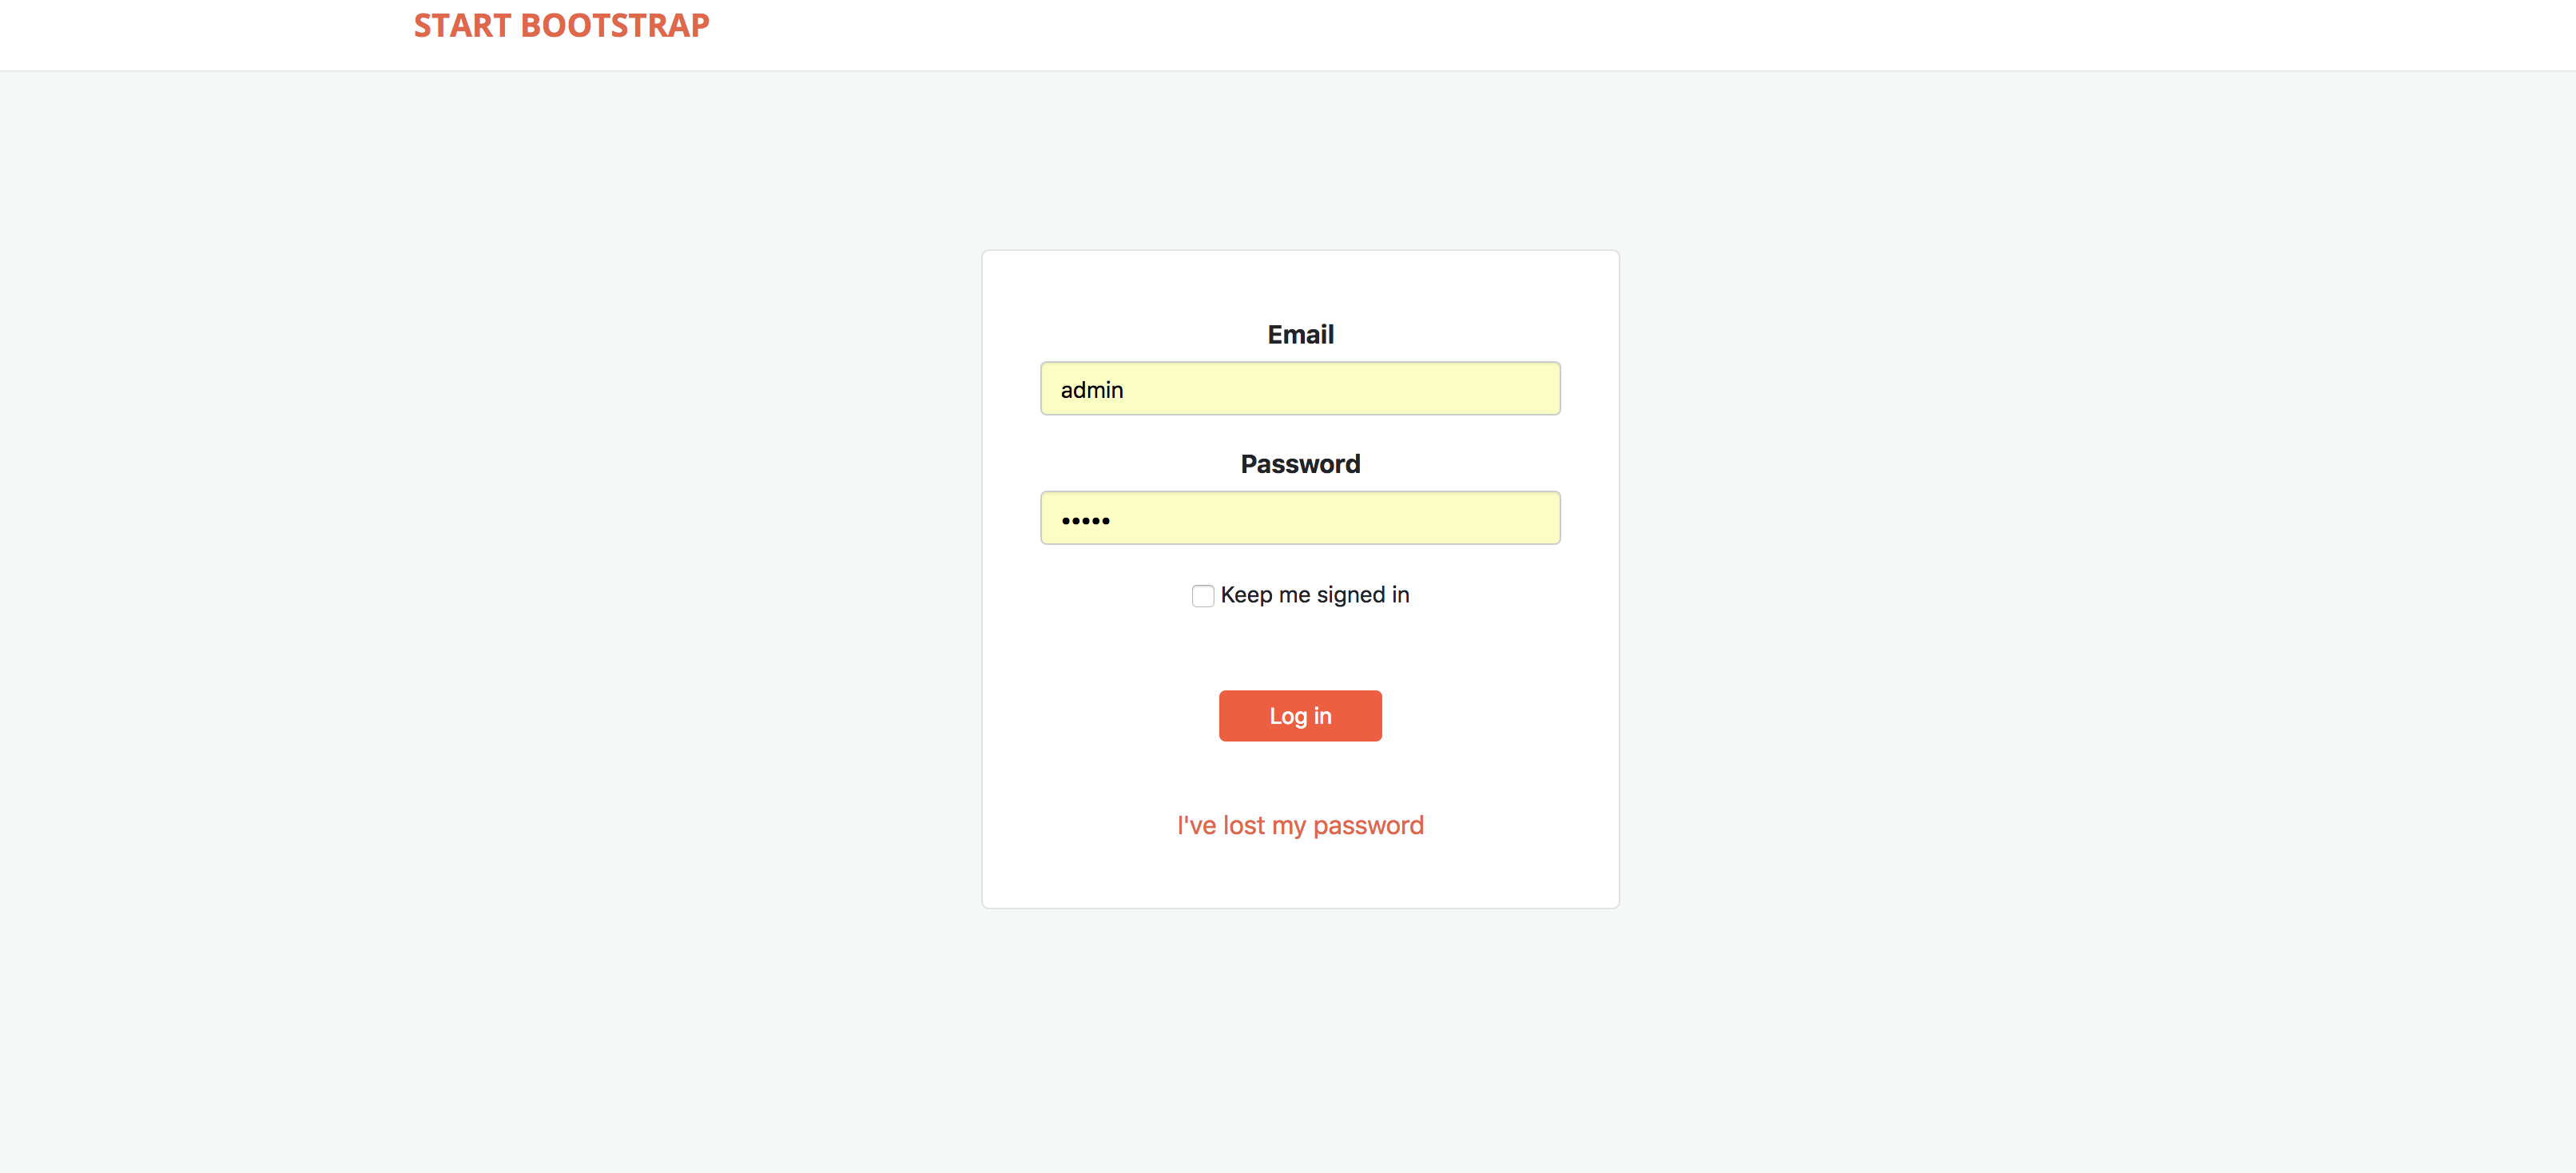 START BOOTSTRAP
Email
admin
Password
•••••
Keep me signed in
Log in
I've lost my password